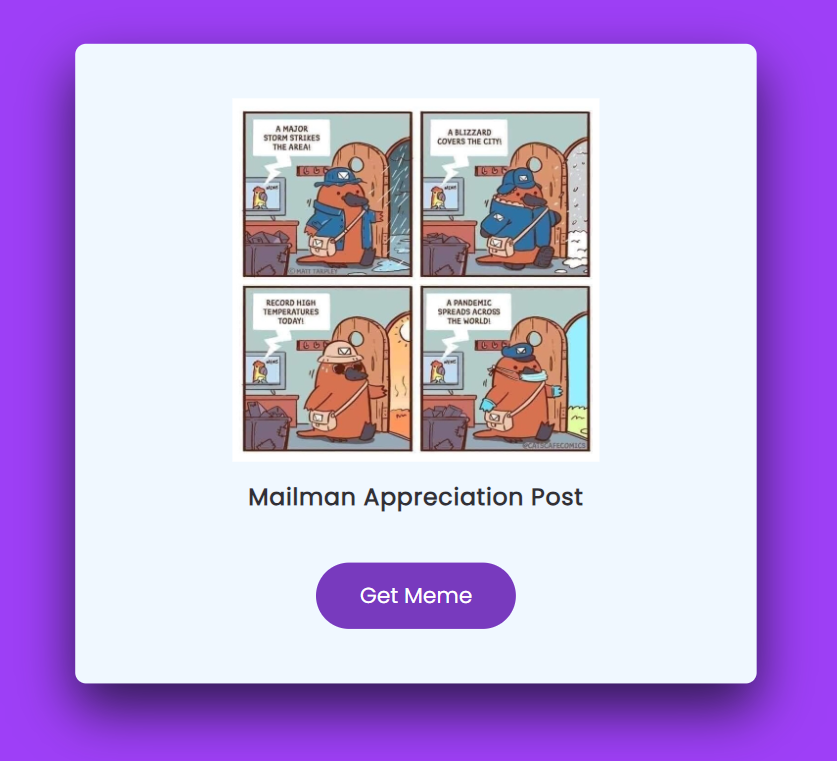 A MAJOR
STORM STRIKES
THE AREA!
NEWS
© MATT TARPLEY
A BLIZZARD
COVERS THE CITY!
NEWS
RECORD HIGH
TEMPERATURES
TODAY!
NEWS
A PANDEMIC
SPREADS ACROSS
THE WORLD!
NEWS
@CATSCAFECOMICS
Mailman Appreciation Post
Get Meme